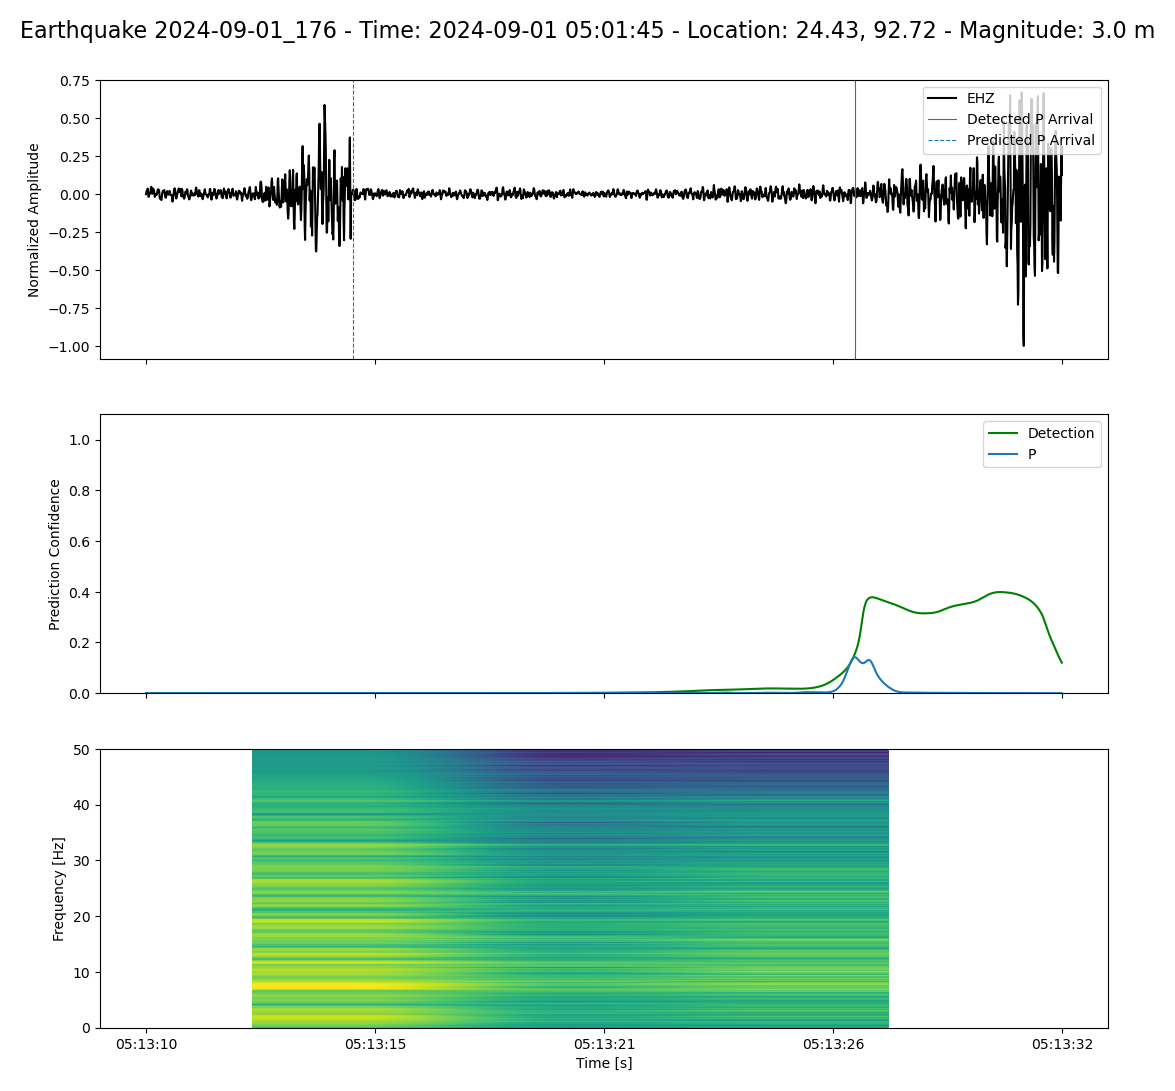 Earthquake 2024-09-01_176 - Time: 2024-09-01 05:01:45 - Location: 24.43, 92.72 - Magnitude: 3.0 m
0.75
0.50
0.25
0.00
−0.25
−0.50
−0.75
−1.00
Normalized Amplitude
EHZ
Detected P Arrival
Predicted P Arrival
1.0
0.8
0.6
0.4
0.2
0.0
Prediction Confidence
Detection
P
50
40
30
20
10
0
Frequency [Hz]
05:13:10
05:13:15
05:13:21
05:13:26
05:13:32
Time [s]